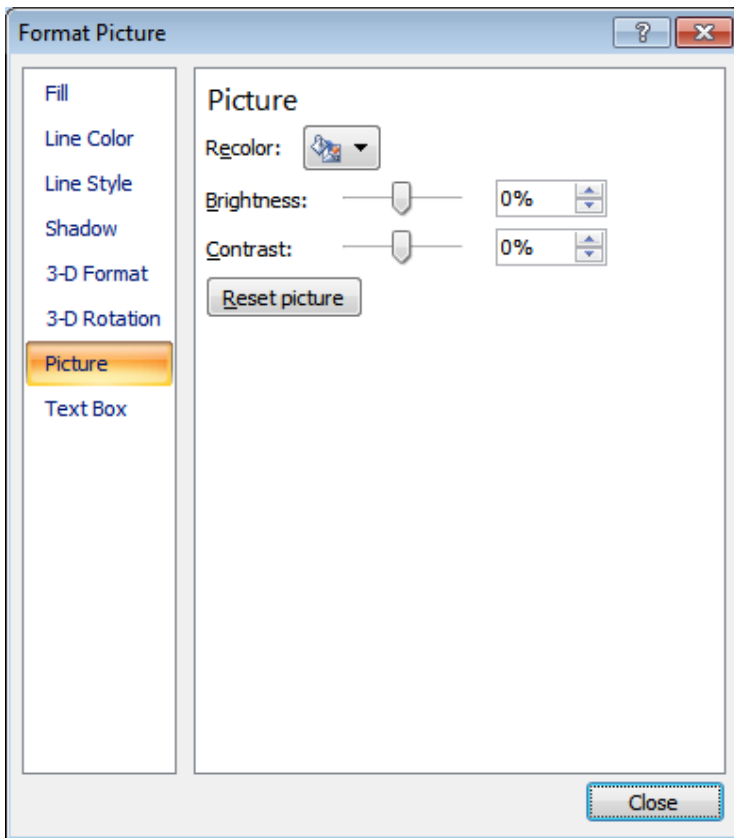 Format Picture
Fill
Line Color
Line Style
Shadow
3-D Format
3-D Rotation
Picture
Text Box
Picture
Recolor:
Brightness: 0%
Contrast: 0%
Reset picture
Close